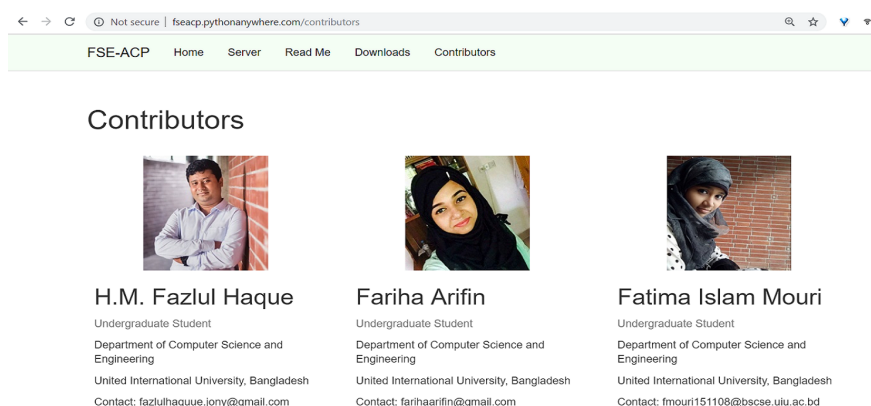 Not secure | fseacp.pythonanywhere.com/contributors
FSE-ACP Home Server Read Me Downloads Contributors
Contributors
H.M. Fazlul Haque
Undergraduate Student
Department of Computer Science and
Engineering
United International University, Bangladesh
Contact: fazlulhaquue.jony@gmail.com
Fariha Arifin
Undergraduate Student
Department of Computer Science and
Engineering
United International University, Bangladesh
Contact: farihaarifin@gmail.com
Fatima Islam Mouri
Undergraduate Student
Department of Computer Science and
Engineering
United International University, Bangladesh
Contact: fmouri151108@bscse.uiu.ac.bd